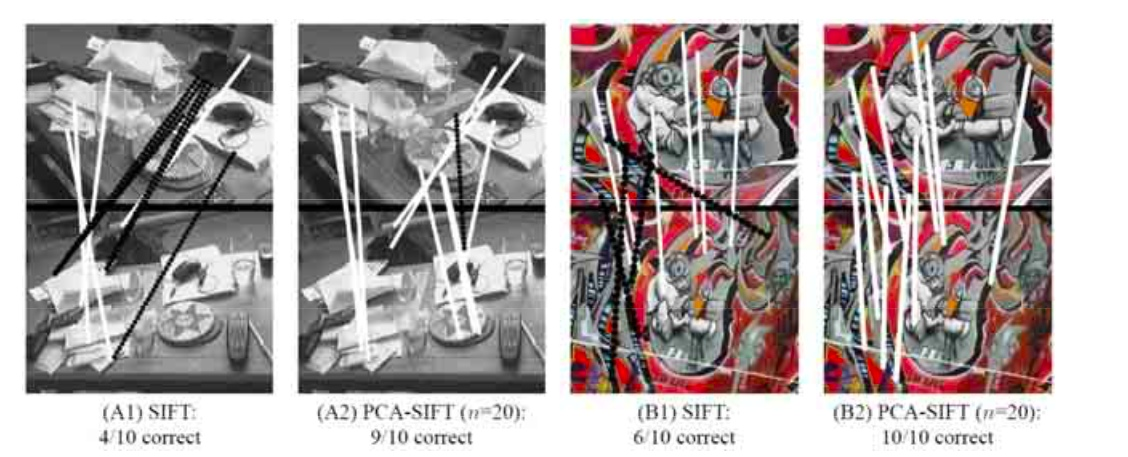 (A1) SIFT:
4/10 correct
(A2) PCA-SIFT (n=20):
9/10 correct
(B1) SIFT:
6/10 correct
(B2) PCA-SIFT (n=20):
10/10 correct